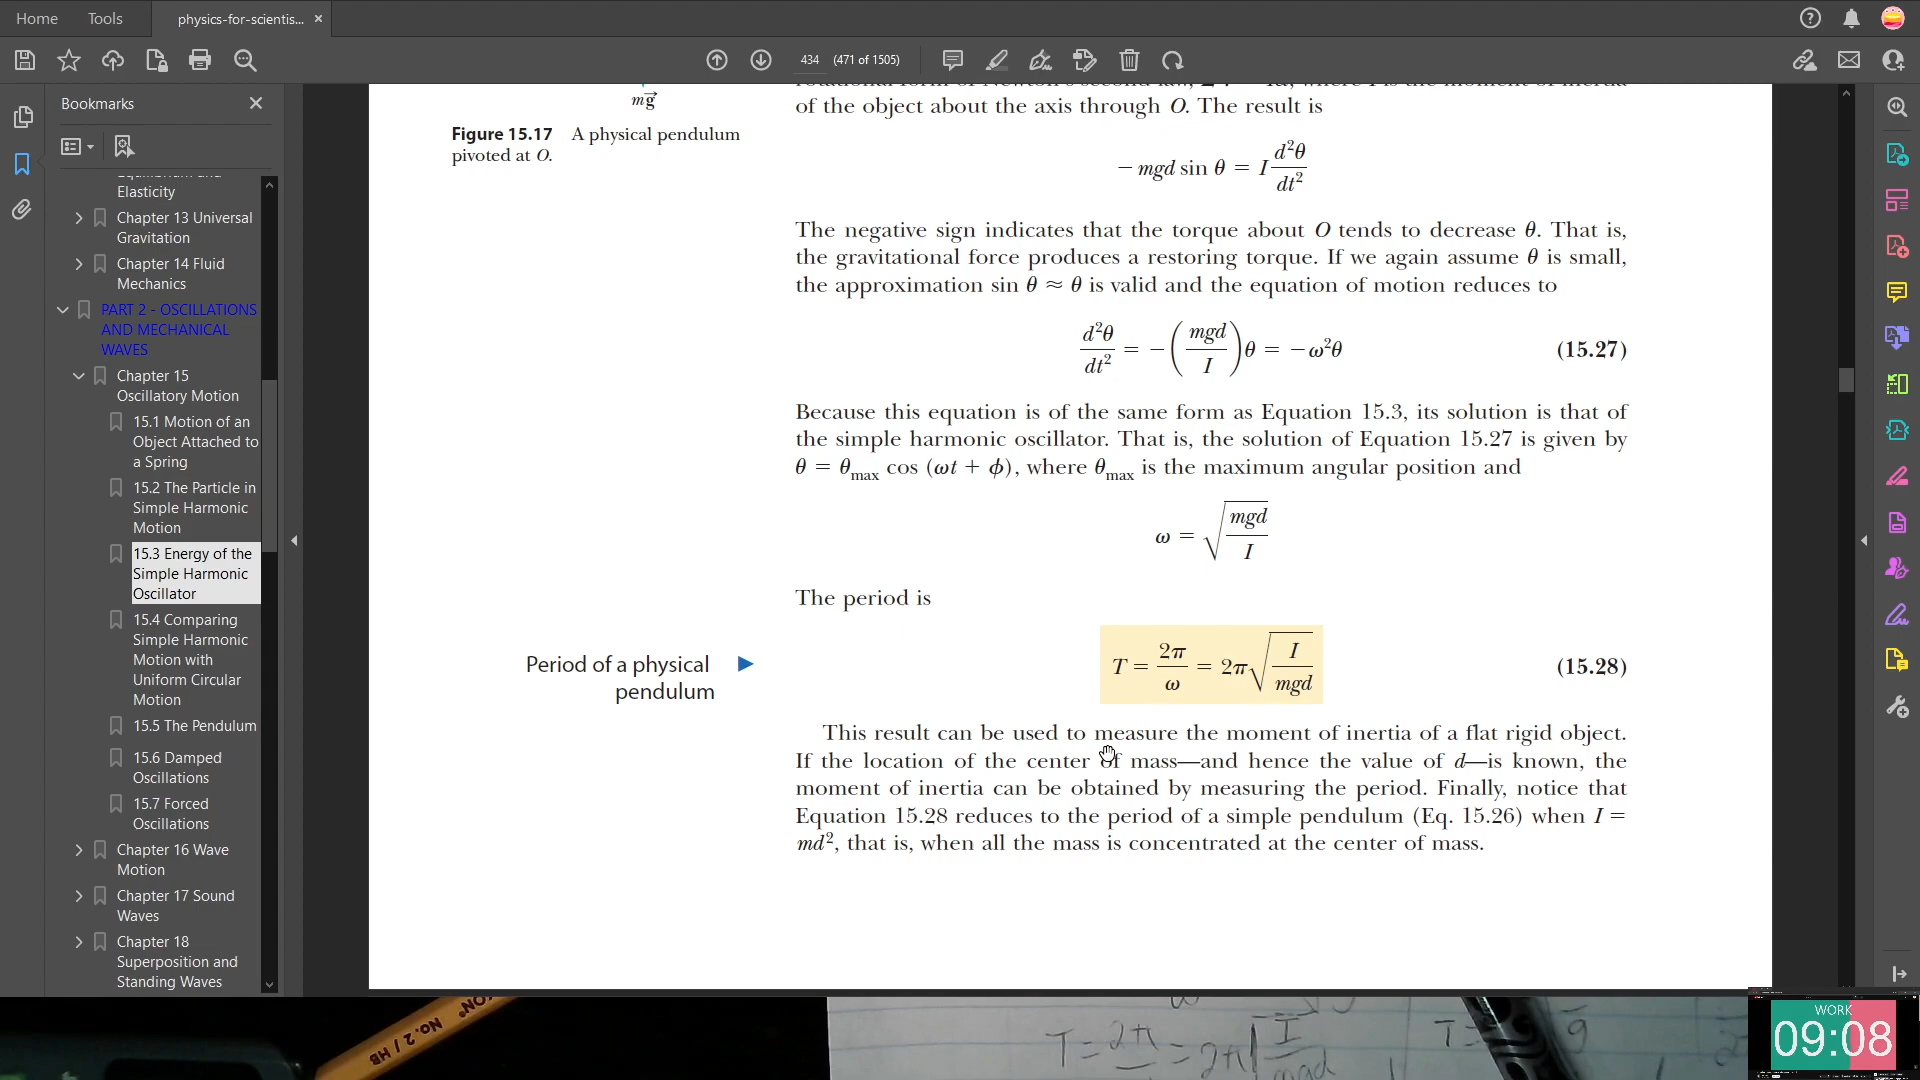 Home
Tools
physics-for-scientis... ×
434 (471 of 1505)
Bookmarks
Elasticity
Chapter 13 Universal
Gravitation
Chapter 14 Fluid
Mechanics
PART 2 - OSCILLATIONS
AND MECHANICAL
WAVES
Chapter 15
Oscillatory Motion
15.1 Motion of an
Object Attached to
a Spring
15.2 The Particle in
Simple Harmonic
Motion
15.3 Energy of the
Simple Harmonic
Oscillator
15.4 Comparing
Simple Harmonic
Motion with
Uniform Circular
Motion
15.5 The Pendulum
15.6 Damped
Oscillations
15.7 Forced
Oscillations
Chapter 16 Wave
Motion
Chapter 17 Sound
Waves
Chapter 18
Superposition and
Standing Waves
mg⃗
Figure 15.17 A physical pendulum
pivoted at O.
of the object about the axis through O. The result is
− mgd sin θ = I d²θ/dt²
The negative sign indicates that the torque about O tends to decrease θ. That is,
the gravitational force produces a restoring torque. If we again assume θ is small,
the approximation sin θ ≈ θ is valid and the equation of motion reduces to
d²θ/dt² = −(mgd/I)θ = −ω²θ (15.27)
Because this equation is of the same form as Equation 15.3, its solution is that of
the simple harmonic oscillator. That is, the solution of Equation 15.27 is given by
θ = θmax cos (ωt + ϕ), where θmax is the maximum angular position and
ω = √(mgd/I)
The period is
Period of a physical ▶
pendulum
T = 2π/ω = 2π√(I/mgd) (15.28)
This result can be used to measure the moment of inertia of a flat rigid object.
If the location of the center of mass—and hence the value of d—is known, the
moment of inertia can be obtained by measuring the period. Finally, notice that
Equation 15.28 reduces to the period of a simple pendulum (Eq. 15.26) when I =
md², that is, when all the mass is concentrated at the center of mass.
No. 2 / HB
T = 2π = 2π√ I
mgd
T =
g
WORK
09:08